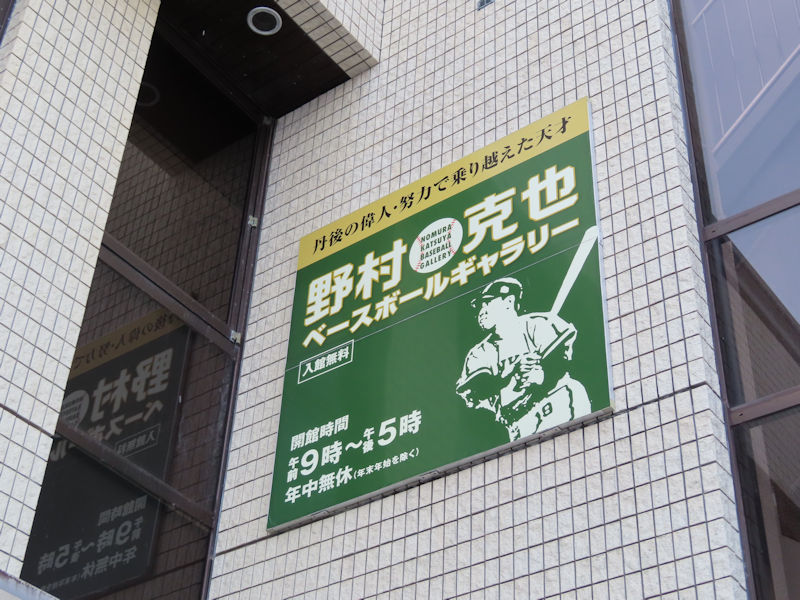 丹後の偉人・努力で乗り越えた天才
野村克也
NOMURA
KATSUYA
BASEBALL
GALLERY
ベースボールギャラリー
入館無料
開館時間
午前9時〜午後5時
年中無休(年末年始を除く)